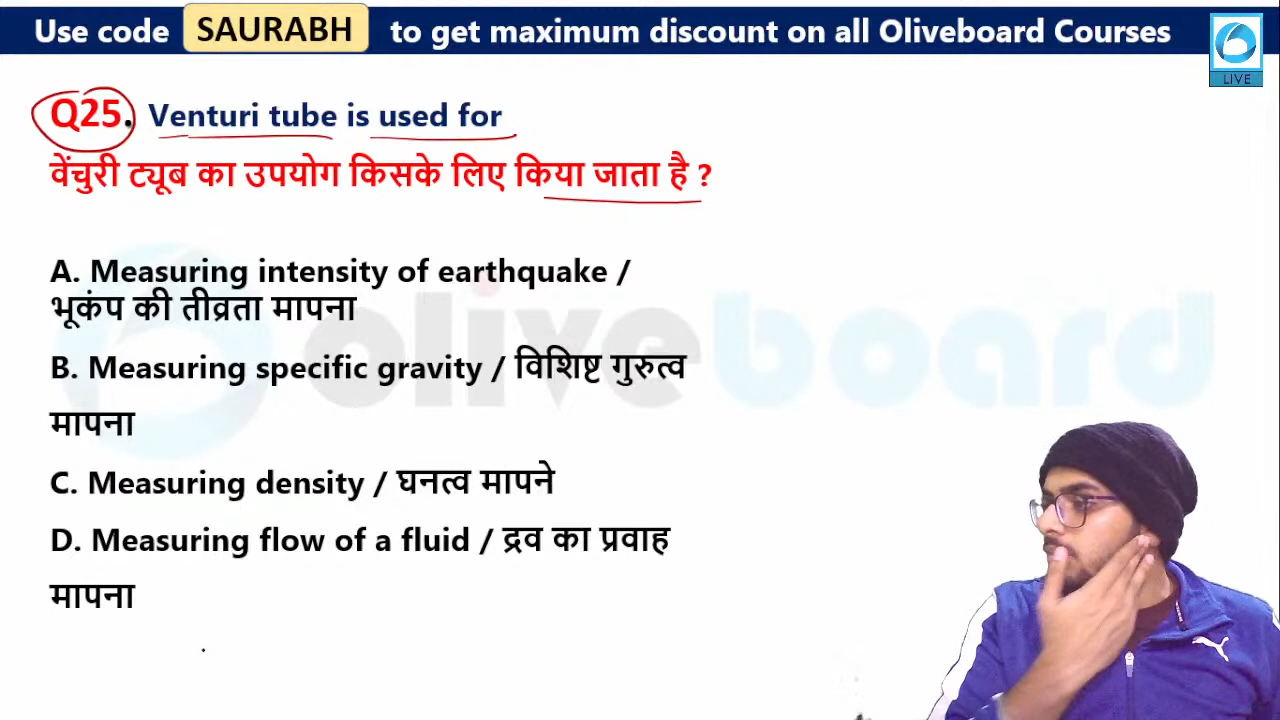 Use code SAURABH to get maximum discount on all Oliveboard Courses
LIVE
Q25. Venturi tube is used for
वेंचुरी ट्यूब का उपयोग किसके लिए किया जाता है ?
A. Measuring intensity of earthquake /
भूकंप की तीव्रता मापना
B. Measuring specific gravity / विशिष्ट गुरुत्व
मापना
C. Measuring density / घनत्व मापने
D. Measuring flow of a fluid / द्रव का प्रवाह
मापना
oliveboard